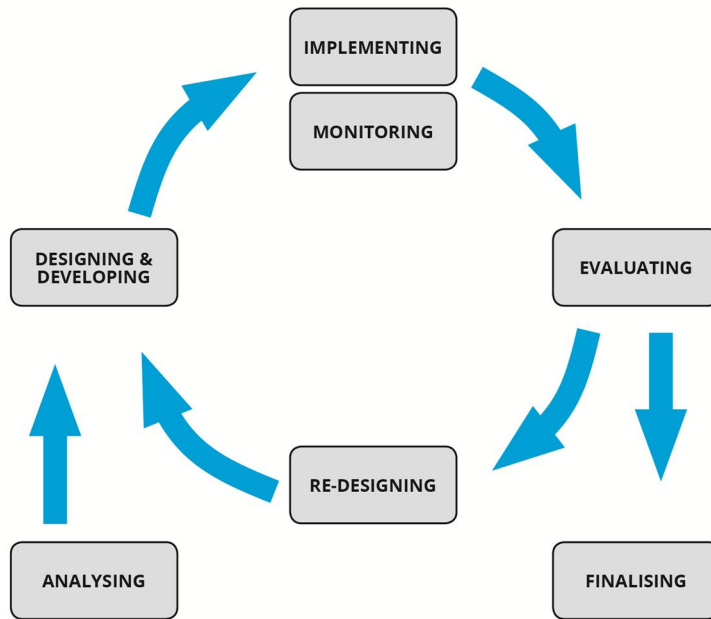 IMPLEMENTING
MONITORING
DESIGNING &
DEVELOPING
EVALUATING
RE-DESIGNING
ANALYSING
FINALISING